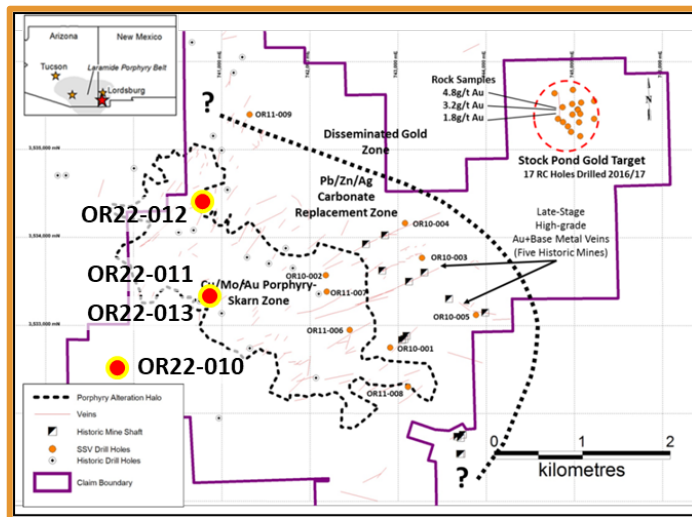 Arizona
New Mexico
Tucson
Laramide Porphyry Belt
Lordsburg
?
OR11-009
Disseminated Gold
Zone
Rock Samples
4.8g/t Au
3.2g/t Au
1.8g/t Au
N
Stock Pond Gold Target
17 RC Holes Drilled 2016/17
Pb/Zn/Ag
Carbonate
Replacement Zone
OR22-012
OR10-004
Late-Stage
High-grade
Au+Base Metal Veins
(Five Historic Mines)
OR10-003
OR22-011
OR10-002
Cu/Mo/Au Porphyry-
Skarn Zone
OR11-007
OR22-013
OR10-005
OR11-006
OR10-001
OR22-010
OR11-008
Porphyry Alteration Halo
Veins
Historic Mine Shaft
SSV Drill Holes
Historic Drill Holes
Claim Boundary
0 1 2
kilometres
?